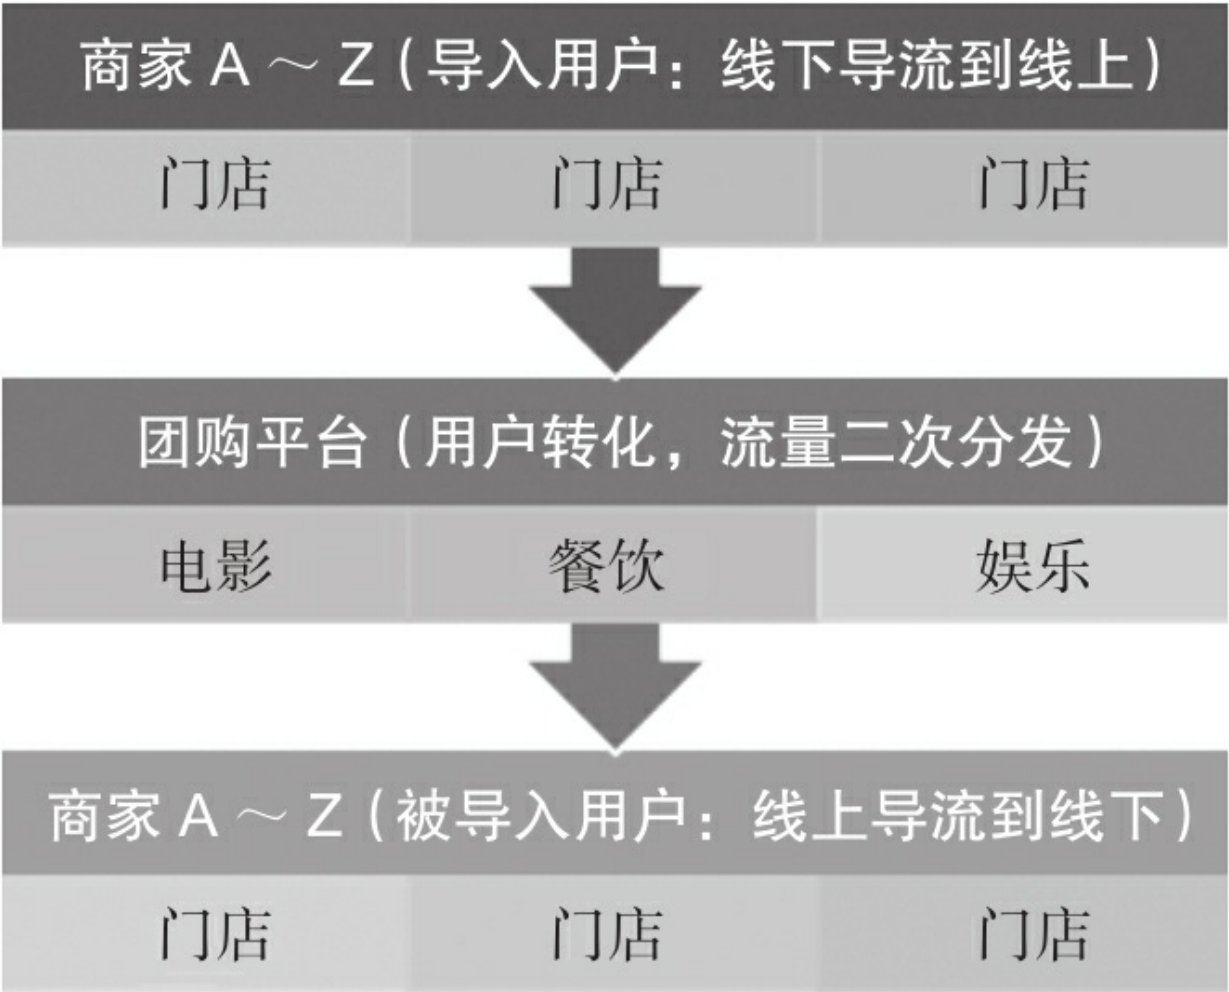 商家 A ～ Z（导入用户：线下导流到线上）
门店 门店 门店
团购平台（用户转化，流量二次分发）
电影 餐饮 娱乐
商家 A ～ Z（被导入用户：线上导流到线下）
门店 门店 门店